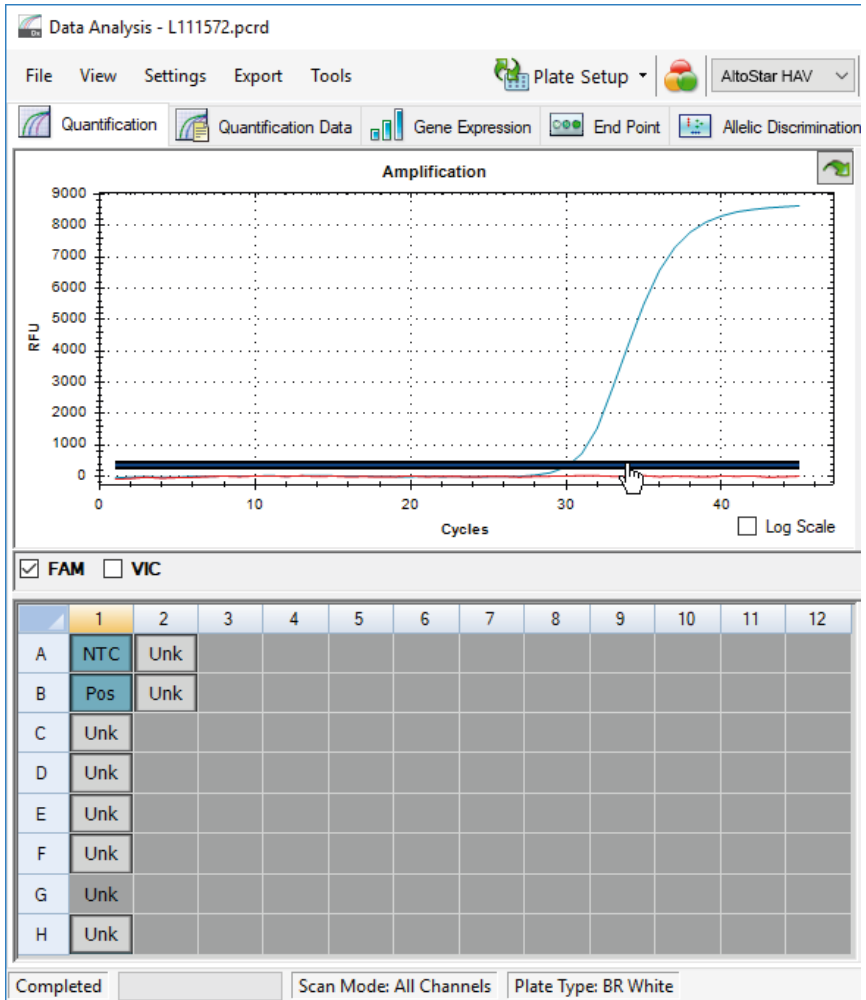 Data Analysis - L111572.pcrd
File View Settings Export Tools Plate Setup AltoStar HAV
Quantification Quantification Data Gene Expression End Point Allelic Discrimination
Amplification
9000
8000
7000
6000
5000
4000
3000
2000
1000
0
RFU
0 10 20 30 40
Cycles
Log Scale
FAM VIC
1 2 3 4 5 6 7 8 9 10 11 12
A NTC Unk
B Pos Unk
C Unk
D Unk
E Unk
F Unk
G Unk
H Unk
Completed Scan Mode: All Channels Plate Type: BR White